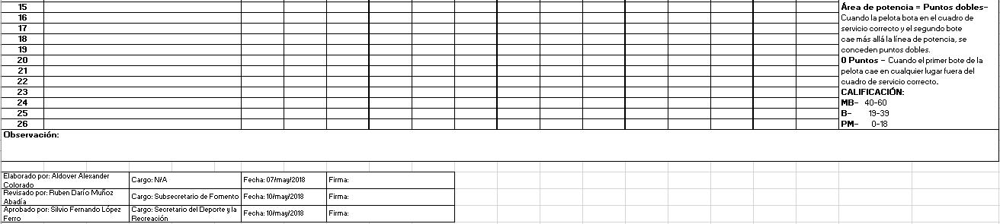 15
16
17
18
19
20
21
22
23
24
25
26
Área de potencia = Puntos dobles-
Cuando la pelota bota en el cuadro de
servicio correcto y el segundo bote
cae más allá la línea de potencia, se
conceden puntos dobles.
0 Puntos - Cuando el primer bote de la
pelota cae en cualquier lugar fuera del
cuadro de servicio correcto.
CALIFICACIÓN:
MB- 40-60
B- 19-39
PM- 0-18
Observación:
Elaborado por: Aldover Alexander
Colorado
Cargo: N/A
Fecha: 07/may/2018
Firma:
Revisado por: Ruben Darío Muñoz
Abadía
Cargo: Subsecretario de Fomento
Fecha: 10/may/2018
Firma:
Aprobado por: Silvio Fernando López
Ferro
Cargo: Secretario del Deporte y la
Recreación
Fecha: 10/may/2018
Firma: